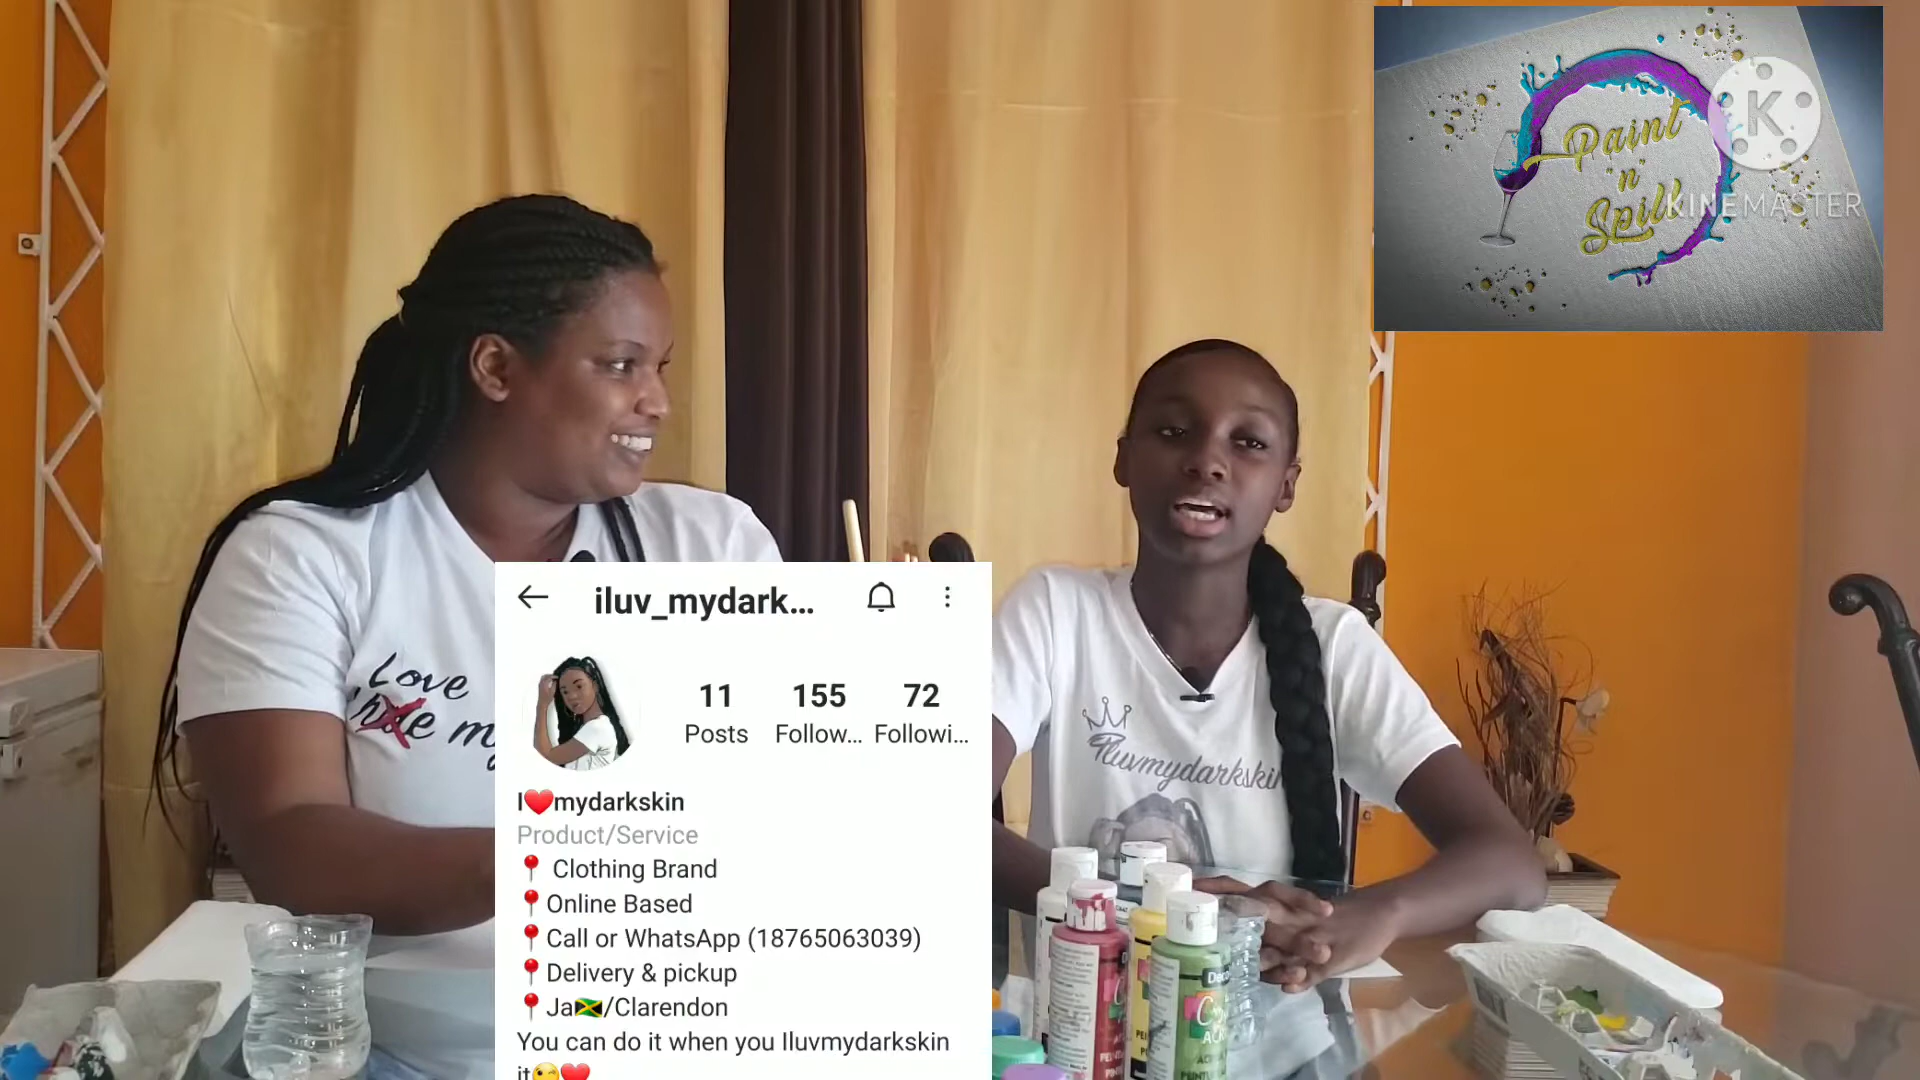 Paint
'n'
Spill
KINEMASTER
Love
iluv_mydark...
11 155 72
Posts Follow... Followi...
I❤️mydarkskin
Product/Service
📍 Clothing Brand
📍Online Based
📍Call or WhatsApp (18765063039)
📍Delivery & pickup
📍Ja🇯🇲/Clarendon
You can do it when you Iluvmydarkskin
it😉❤️
Iluvmydarkskin